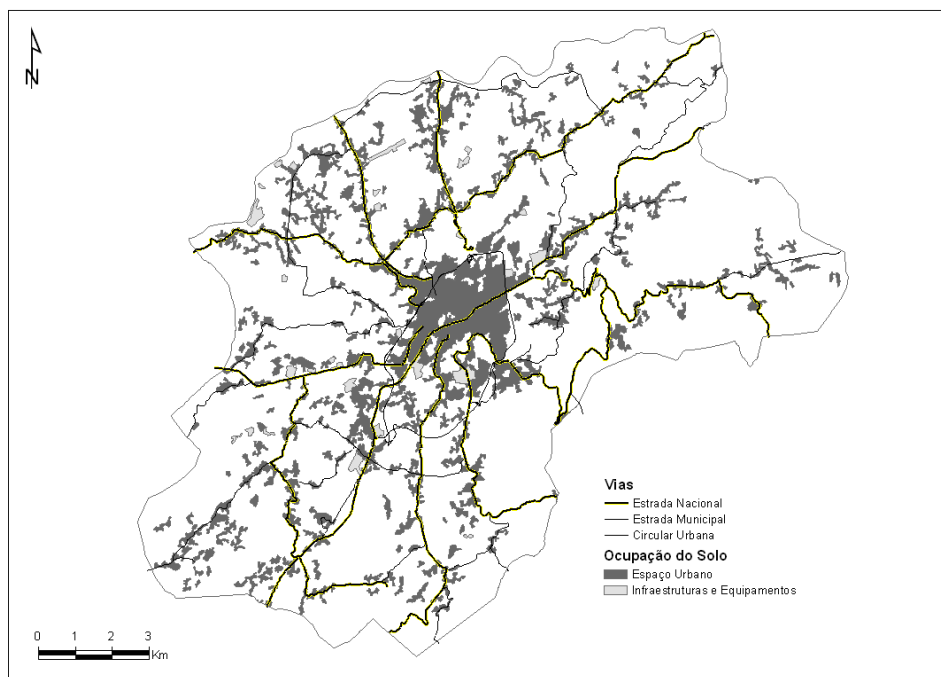 N
Vias
Estrada Nacional
Estrada Municipal
Circular Urbana
Ocupação do Solo
Espaço Urbano
Infraestruturas e Equipamentos
0 1 2 3
Km